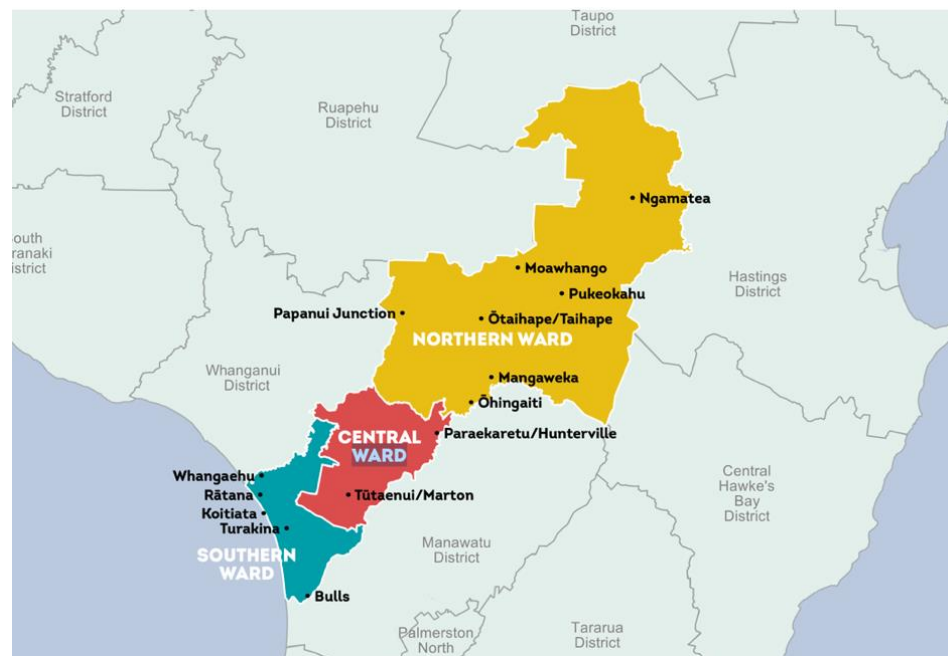 Taupo
District
Stratford
District
Ruapehu
District
Ngamatea
outh
ranaki
istrict
Moawhango
Hastings
District
Pukeokahu
Papanui Junction
Ōtaihape/Taihape
NORTHERN WARD
Whanganui
District
Mangaweka
Ōhingaiti
CENTRAL
WARD
Paraekaretu/Hunterville
Whangaehu
Rātana
Tūtaenui/Marton
Central
Hawke's
Bay
District
Koitiata
Turakina
Manawatu
District
SOUTHERN
WARD
Bulls
Palmerston
North
Tararua
District